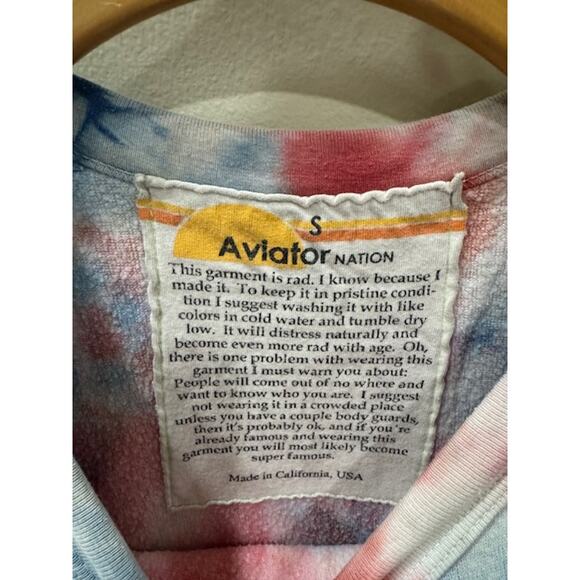 S
Aviator NATION
This garment is rad. I know because I
made it. To keep it in pristine condi-
tion I suggest washing it with like
colors in cold water and tumble dry
low. It will distress naturally and
become even more rad with age. Oh,
there is one problem with wearing this
garment I must warn you about:
People will come out of no where and
want to know who you are. I suggest
not wearing it in a crowded place
unless you have a couple body guards,
then it's probably ok, and if you're
already famous and wearing this
garment you will most likely become
super famous.
Made in California, USA